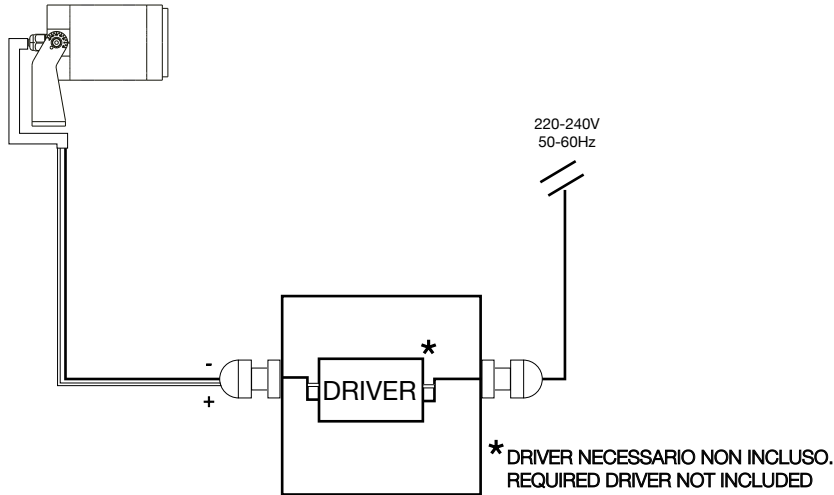 220-240V
50-60Hz
-
+
*
DRIVER
* DRIVER NECESSARIO NON INCLUSO.
REQUIRED DRIVER NOT INCLUDED